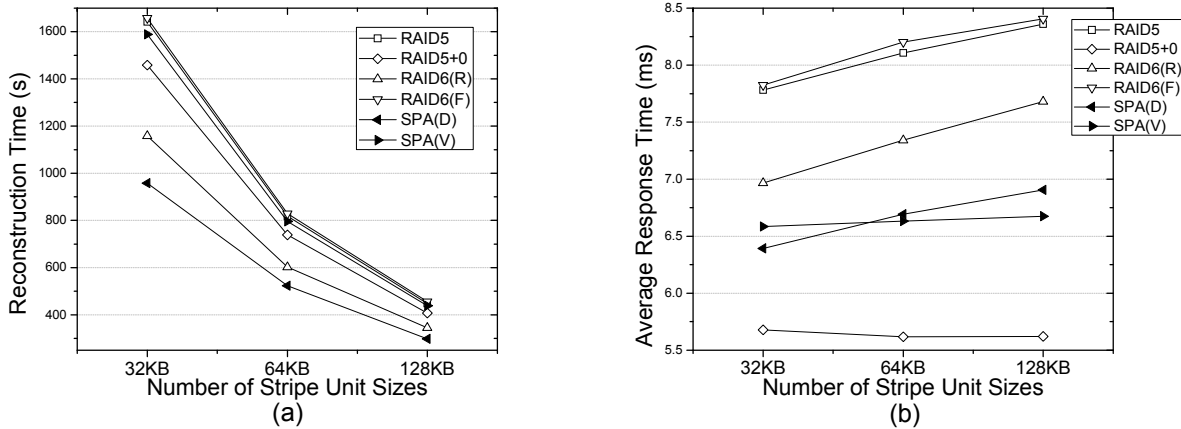 1600
1400
1200
1000
800
600
400
Reconstruction Time (s)
RAID5
RAID5+0
RAID6(R)
RAID6(F)
SPA(D)
SPA(V)
32KB
64KB
128KB
Number of Stripe Unit Sizes
(a)
8.5
8.0
7.5
7.0
6.5
6.0
5.5
Average Response Time (ms)
RAID5
RAID5+0
RAID6(R)
RAID6(F)
SPA(D)
SPA(V)
32KB
64KB
128KB
Number of Stripe Unit Sizes
(b)